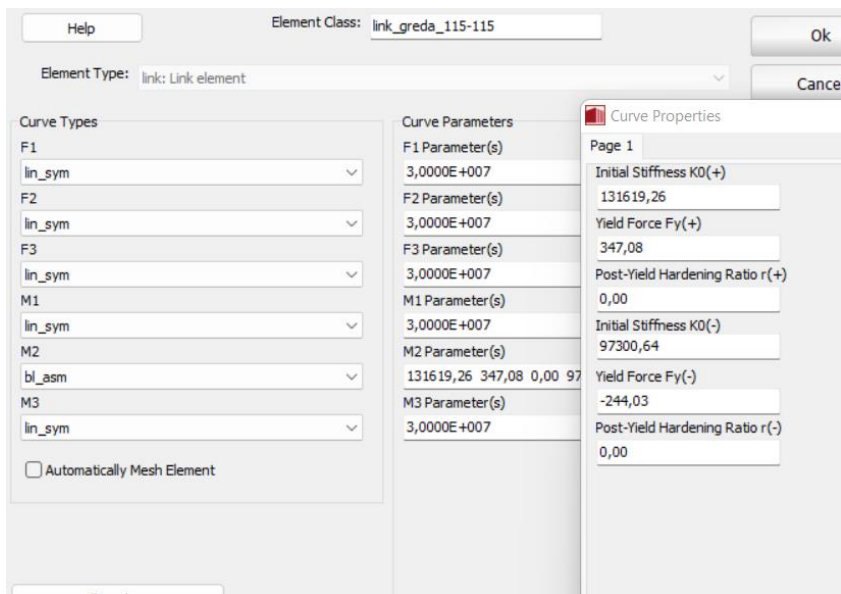 Help
Element Class: link_greda_115-115
Ok
Element Type: link: Link element
Cance
Curve Types
F1
lin_sym
F2
lin_sym
F3
lin_sym
M1
lin_sym
M2
bl_asm
M3
lin_sym
Automatically Mesh Element
Curve Parameters
F1 Parameter(s)
3,0000E+007
F2 Parameter(s)
3,0000E+007
F3 Parameter(s)
3,0000E+007
M1 Parameter(s)
3,0000E+007
M2 Parameter(s)
131619,26 347,08 0,00 97
M3 Parameter(s)
3,0000E+007
Curve Properties
Page 1
Initial Stiffness K0(+)
131619,26
Yield Force Fy(+)
347,08
Post-Yield Hardening Ratio r(+)
0,00
Initial Stiffness K0(-)
97300,64
Yield Force Fy(-)
-244,03
Post-Yield Hardening Ratio r(-)
0,00